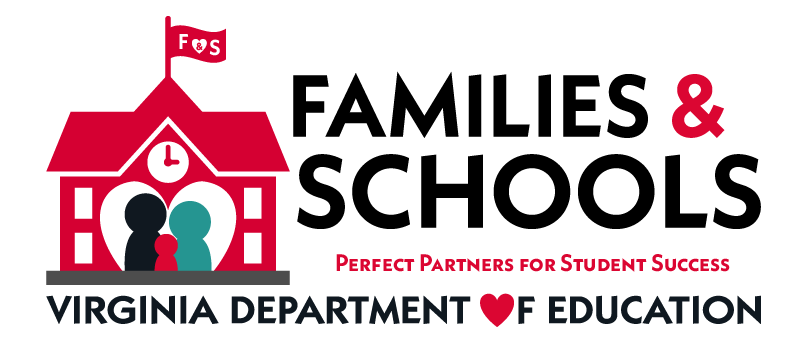 F&S
FAMILIES &
SCHOOLS
PERFECT PARTNERS FOR STUDENT SUCCESS
VIRGINIA DEPARTMENT ♥F EDUCATION